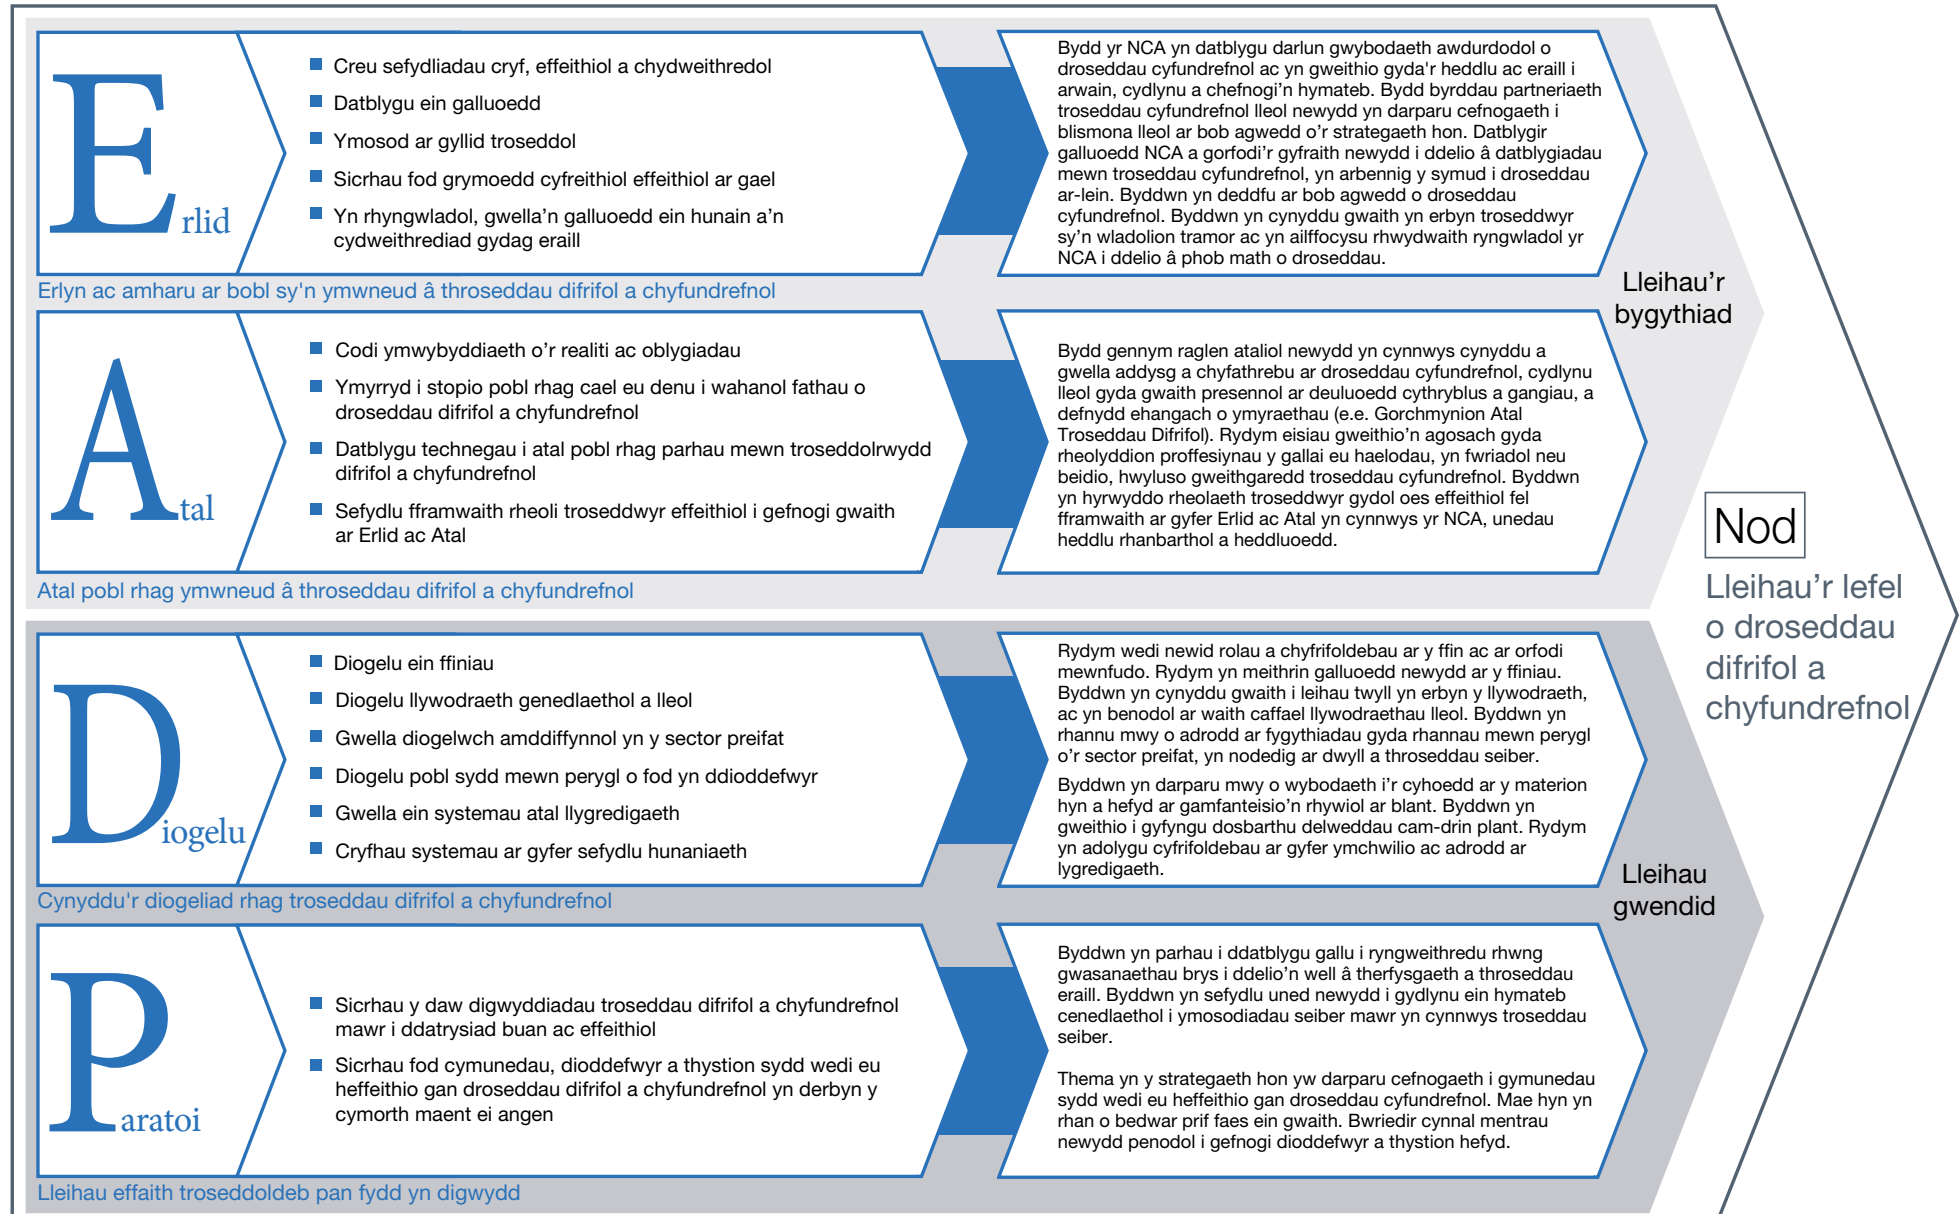 Erlid
Creu sefydliadau cryf, effeithiol a chydweithredol
Datblygu ein galluoedd
Ymosod ar gyllid troseddol
Sicrhau fod grymoedd cyfreithiol effeithiol ar gael
Yn rhyngwladol, gwella’n galluoedd ein hunain a’n
cydweithrediad gydag eraill
Bydd yr NCA yn datblygu darlun gwybodaeth awdurdodol o
droseddau cyfundrefnol ac yn gweithio gyda'r heddlu ac eraill i
arwain, cydlynu a chefnogi’n hymateb. Bydd byrddau partneriaeth
troseddau cyfundrefnol lleol newydd yn darparu cefnogaeth i
blismona lleol ar bob agwedd o’r strategaeth hon. Datblygir
galluoedd NCA a gorfodi’r gyfraith newydd i ddelio â datblygiadau
mewn troseddau cyfundrefnol, yn arbennig y symud i droseddau
ar-lein. Byddwn yn deddfu ar bob agwedd o droseddau
cyfundrefnol. Byddwn yn cynyddu gwaith yn erbyn troseddwyr
sy’n wladolion tramor ac yn ailffocysu rhwydwaith ryngwladol yr
NCA i ddelio â phob math o droseddau.
Erlyn ac amharu ar bobl sy'n ymwneud â throseddau difrifol a chyfundrefnol
Lleihau’r
bygythiad
Atal
Codi ymwybyddiaeth o’r realiti ac oblygiadau
Ymyrryd i stopio pobl rhag cael eu denu i wahanol fathau o
droseddau difrifol a chyfundrefnol
Datblygu technegau i atal pobl rhag parhau mewn troseddolrwydd
difrifol a chyfundrefnol
Sefydlu fframwaith rheoli troseddwyr effeithiol i gefnogi gwaith
ar Erlid ac Atal
Bydd gennym raglen ataliol newydd yn cynnwys cynyddu a
gwella addysg a chyfathrebu ar droseddau cyfundrefnol, cydlynu
lleol gyda gwaith presennol ar deuluoedd cythryblus a gangiau, a
defnydd ehangach o ymyraethau (e.e. Gorchmynion Atal
Troseddau Difrifol). Rydym eisiau gweithio’n agosach gyda
rheolyddion proffesiynau y gallai eu haelodau, yn fwriadol neu
beidio, hwyluso gweithgaredd troseddau cyfundrefnol. Byddwn
yn hyrwyddo rheolaeth troseddwyr gydol oes effeithiol fel
fframwaith ar gyfer Erlid ac Atal yn cynnwys yr NCA, unedau
heddlu rhanbarthol a heddluoedd.
Atal pobl rhag ymwneud â throseddau difrifol a chyfundrefnol
Nod
Lleihau’r lefel
o droseddau
difrifol a
chyfundrefnol
Diogelu
Diogelu ein ffiniau
Diogelu llywodraeth genedlaethol a lleol
Gwella diogelwch amddiffynnol yn y sector preifat
Diogelu pobl sydd mewn perygl o fod yn ddioddefwyr
Gwella ein systemau atal llygredigaeth
Cryfhau systemau ar gyfer sefydlu hunaniaeth
Rydym wedi newid rolau a chyfrifoldebau ar y ffin ac ar orfodi
mewnfudo. Rydym yn meithrin galluoedd newydd ar y ffiniau.
Byddwn yn cynyddu gwaith i leihau twyll yn erbyn y llywodraeth,
ac yn benodol ar waith caffael llywodraethau lleol. Byddwn yn
rhannu mwy o adrodd ar fygythiadau gyda rhannau mewn perygl
o’r sector preifat, yn nodedig ar dwyll a throseddau seiber.
Byddwn yn darparu mwy o wybodaeth i’r cyhoedd ar y materion
hyn a hefyd ar gamfanteisio’n rhywiol ar blant. Byddwn yn
gweithio i gyfyngu dosbarthu delweddau cam-drin plant. Rydym
yn adolygu cyfrifoldebau ar gyfer ymchwilio ac adrodd ar
lygredigaeth.
Cynyddu'r diogeliad rhag troseddau difrifol a chyfundrefnol
Lleihau
gwendid
Paratoi
Sicrhau y daw digwyddiadau troseddau difrifol a chyfundrefnol
mawr i ddatrysiad buan ac effeithiol
Sicrhau fod cymunedau, dioddefwyr a thystion sydd wedi eu
heffeithio gan droseddau difrifol a chyfundrefnol yn derbyn y
cymorth maent ei angen
Byddwn yn parhau i ddatblygu gallu i ryngweithredu rhwng
gwasanaethau brys i ddelio’n well â therfysgaeth a throseddau
eraill. Byddwn yn sefydlu uned newydd i gydlynu ein hymateb
cenedlaethol i ymosodiadau seiber mawr yn cynnwys troseddau
seiber.
Thema yn y strategaeth hon yw darparu cefnogaeth i gymunedau
sydd wedi eu heffeithio gan droseddau cyfundrefnol. Mae hyn yn
rhan o bedwar prif faes ein gwaith. Bwriedir cynnal mentrau
newydd penodol i gefnogi dioddefwyr a thystion hefyd.
Lleihau effaith troseddoldeb pan fydd yn digwydd